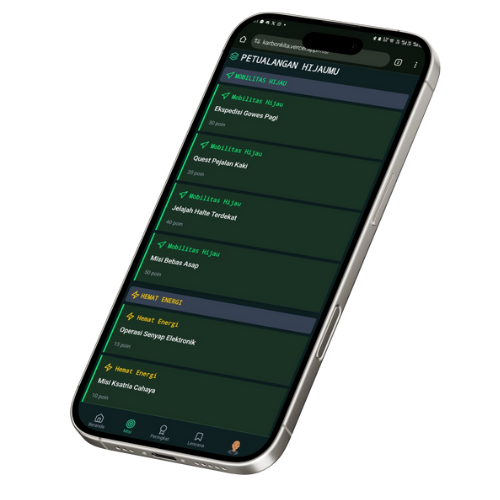 karbonkita.vercel.app/mi
PETUALANGAN HIJAUMU
MOBILITAS HIJAU
Mobilitas Hijau
Ekspedisi Gowes Pagi
30 poin
Mobilitas Hijau
Quest Pejalan Kaki
20 poin
Mobilitas Hijau
Jelajah Halte Terdekat
40 poin
Mobilitas Hijau
Misi Bebas Asap
50 poin
HEMAT ENERGI
Hemat Energi
Operasi Senyap Elektronik
15 poin
Hemat Energi
Misi Ksatria Cahaya
10 poin
Beranda
Misi
Peringkat
Lencana